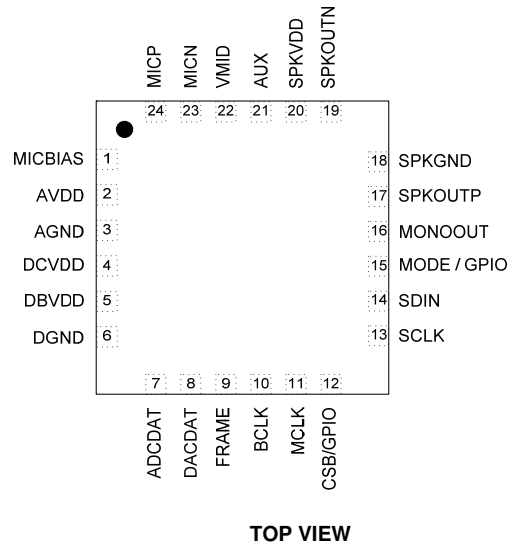 MICP
MICN
VMID
AUX
SPKVDD
SPKOUTN
24 23 22 21 20 19
MICBIAS 1
AVDD 2
AGND 3
DCVDD 4
DBVDD 5
DGND 6
18 SPKGND
17 SPKOUTP
16 MONOOUT
15 MODE / GPIO
14 SDIN
13 SCLK
7 8 9 10 11 12
ADCDAT
DACDAT
FRAME
BCLK
MCLK
CSB/GPIO
TOP VIEW